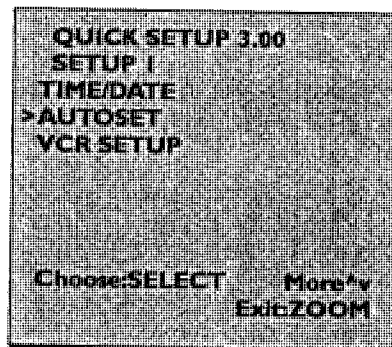 QUICK SETUP 3.00
SETUP 1
TIME/DATE
>AUTOSET
VCR SETUP
Choose:SELECT More^v
Exit:ZOOM